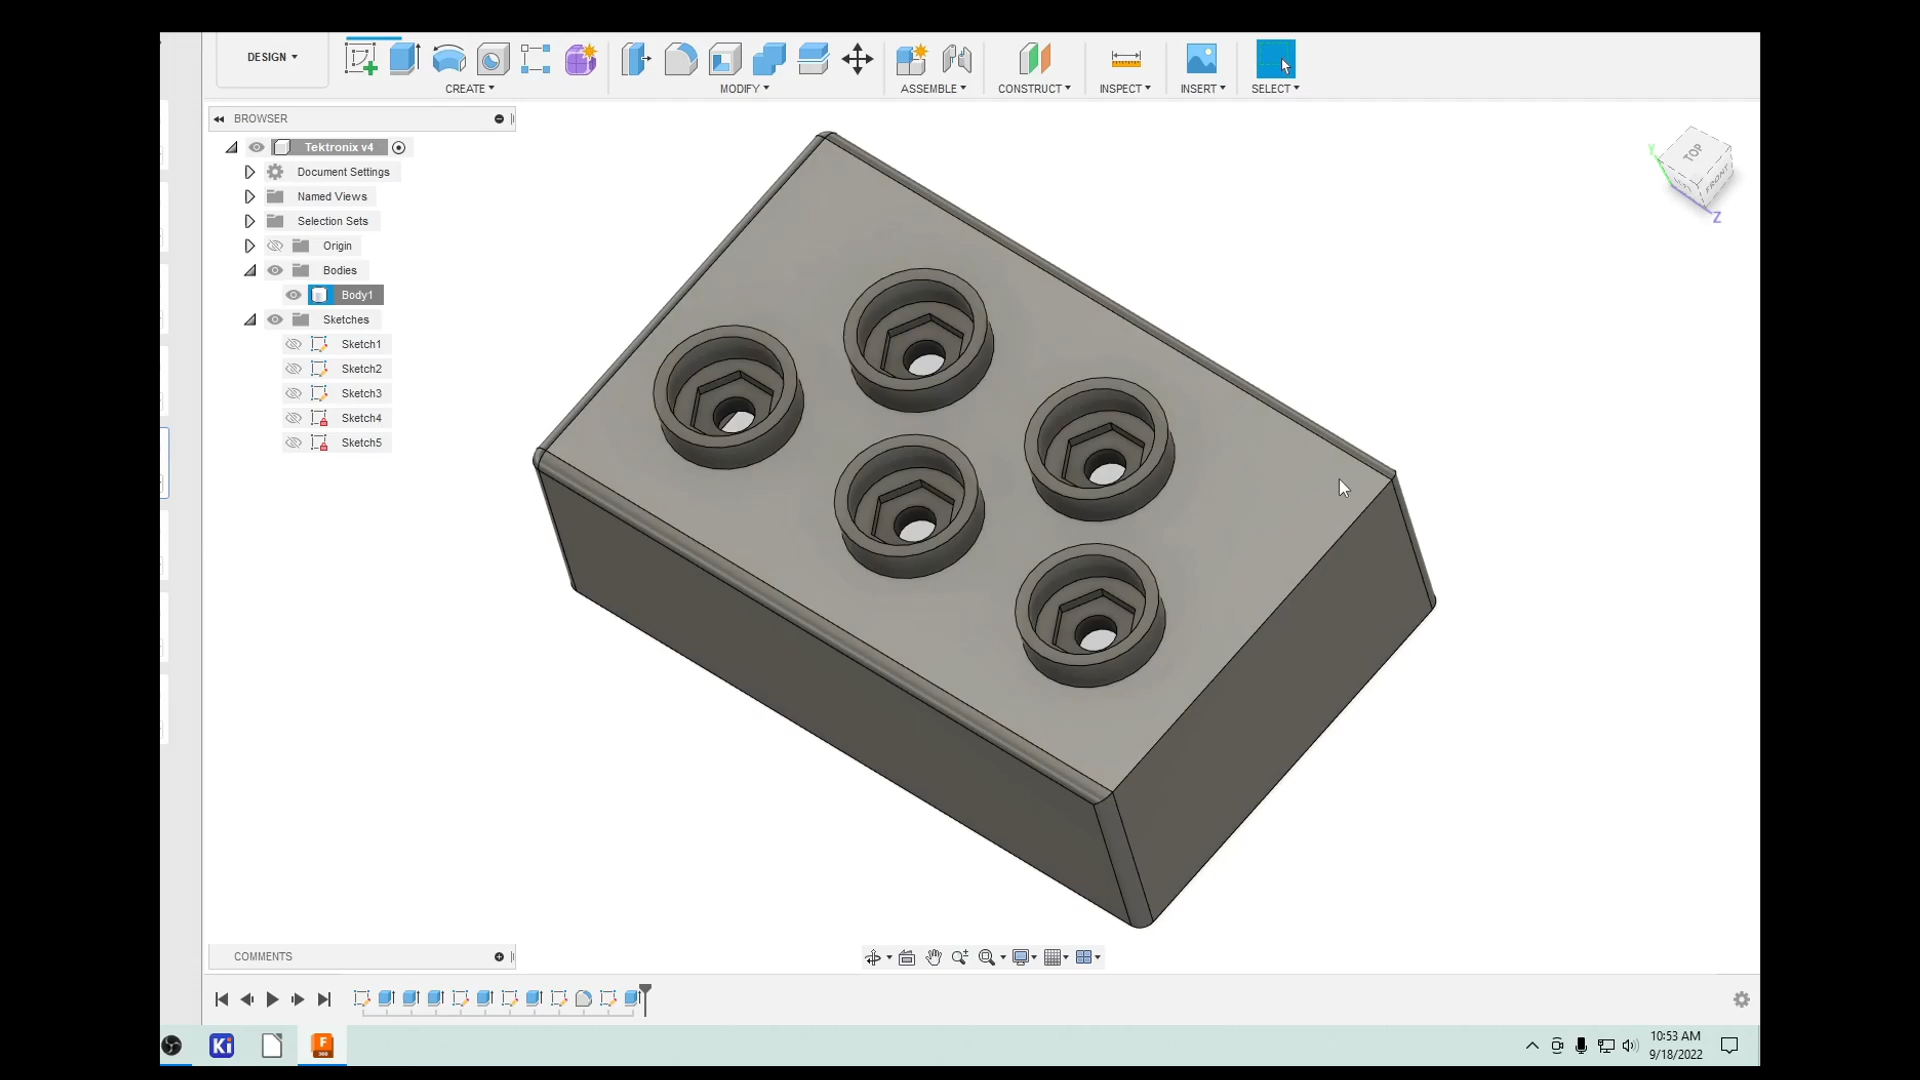 DESIGN
CREATE
MODIFY
ASSEMBLE
CONSTRUCT
INSPECT
INSERT
SELECT
BROWSER
Tektronix v4
Document Settings
Named Views
Selection Sets
Origin
Bodies
Body1
Sketches
Sketch1
Sketch2
Sketch3
Sketch4
Sketch5
TOP
FRONT
Y
Z
COMMENTS
Ki
F
10:53 AM
9/18/2022